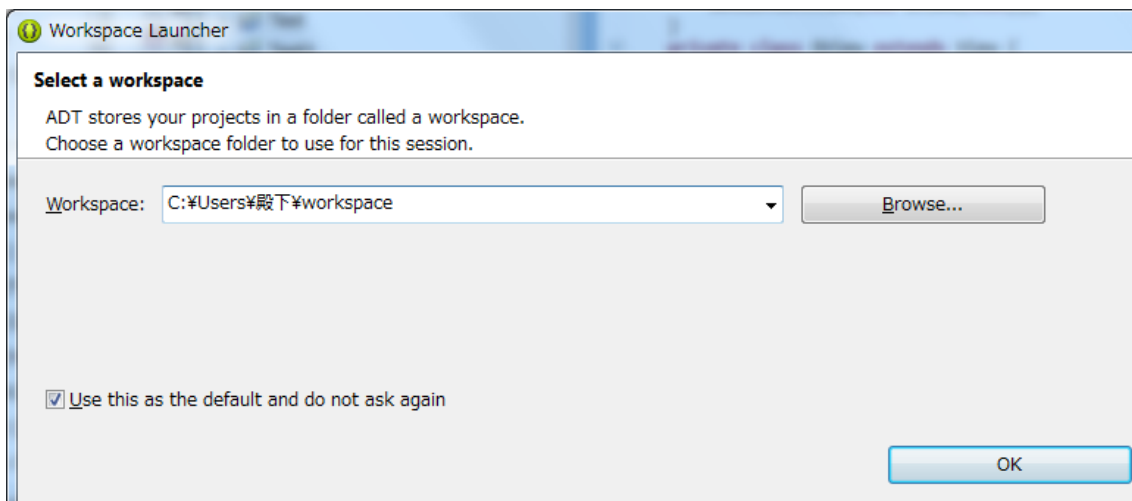 Workspace Launcher
Select a workspace
ADT stores your projects in a folder called a workspace.
Choose a workspace folder to use for this session.
Workspace: C:¥Users¥殿下¥workspace Browse...
Use this as the default and do not ask again
OK